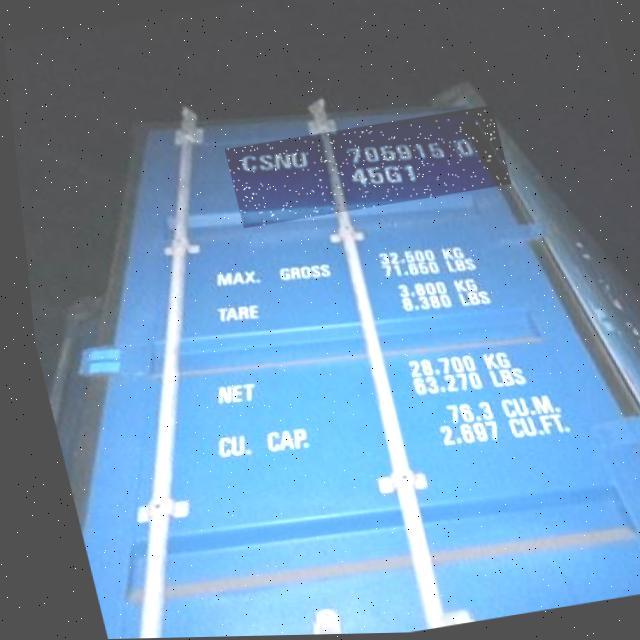 CSNU 705915 0
45G1
MAX. GROSS 32.500 KG
71.650 LBS
TARE 3.800 KG
8.380 LBS
NET 28.700 KG
63.270 LBS
CU. CAP. 76.3 CU.M.
2.697 CU.FT.